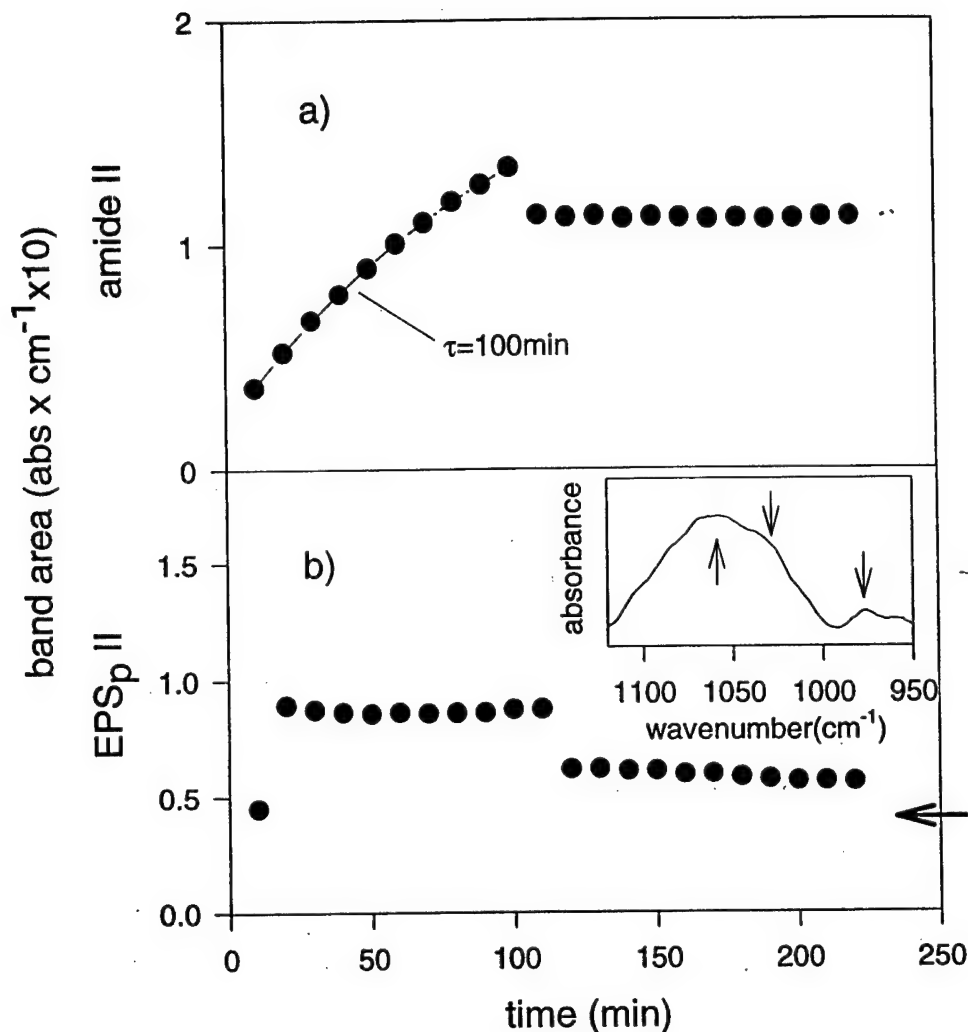 2
a)
1
τ=100min
0
band area (abs x cm⁻¹x10)
amide II
EPSp II
b)
1.5
1.0
0.5
0.0
absorbance
1100
1050
1000
950
wavenumber(cm⁻¹)
0
50
100
150
200
250
time (min)